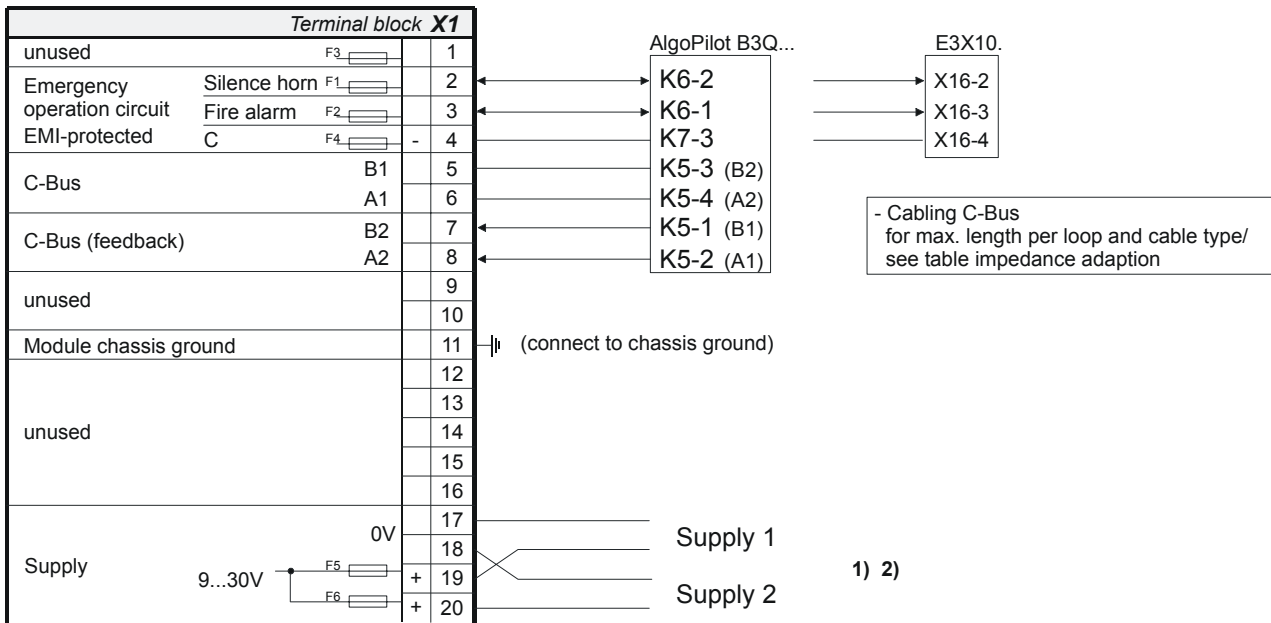 Terminal block X1
AlgoPilot B3Q...
E3X10.
unused F3 1
Emergency operation circuit EMI-protected
Silence horn F1 2
Fire alarm F2 3
C F4 - 4
K6-2
K6-1
K7-3
K5-3 (B2)
K5-4 (A2)
K5-1 (B1)
K5-2 (A1)
X16-2
X16-3
X16-4
C-Bus
B1 5
A1 6
C-Bus (feedback)
B2 7
A2 8
- Cabling C-Bus
for max. length per loop and cable type/
see table impedance adaption
unused
9
10
Module chassis ground 11 (connect to chassis ground)
unused
12
13
14
15
16
Supply
0V
17
18
9...30V
F5 + 19
F6 + 20
Supply 1
Supply 2
1) 2)